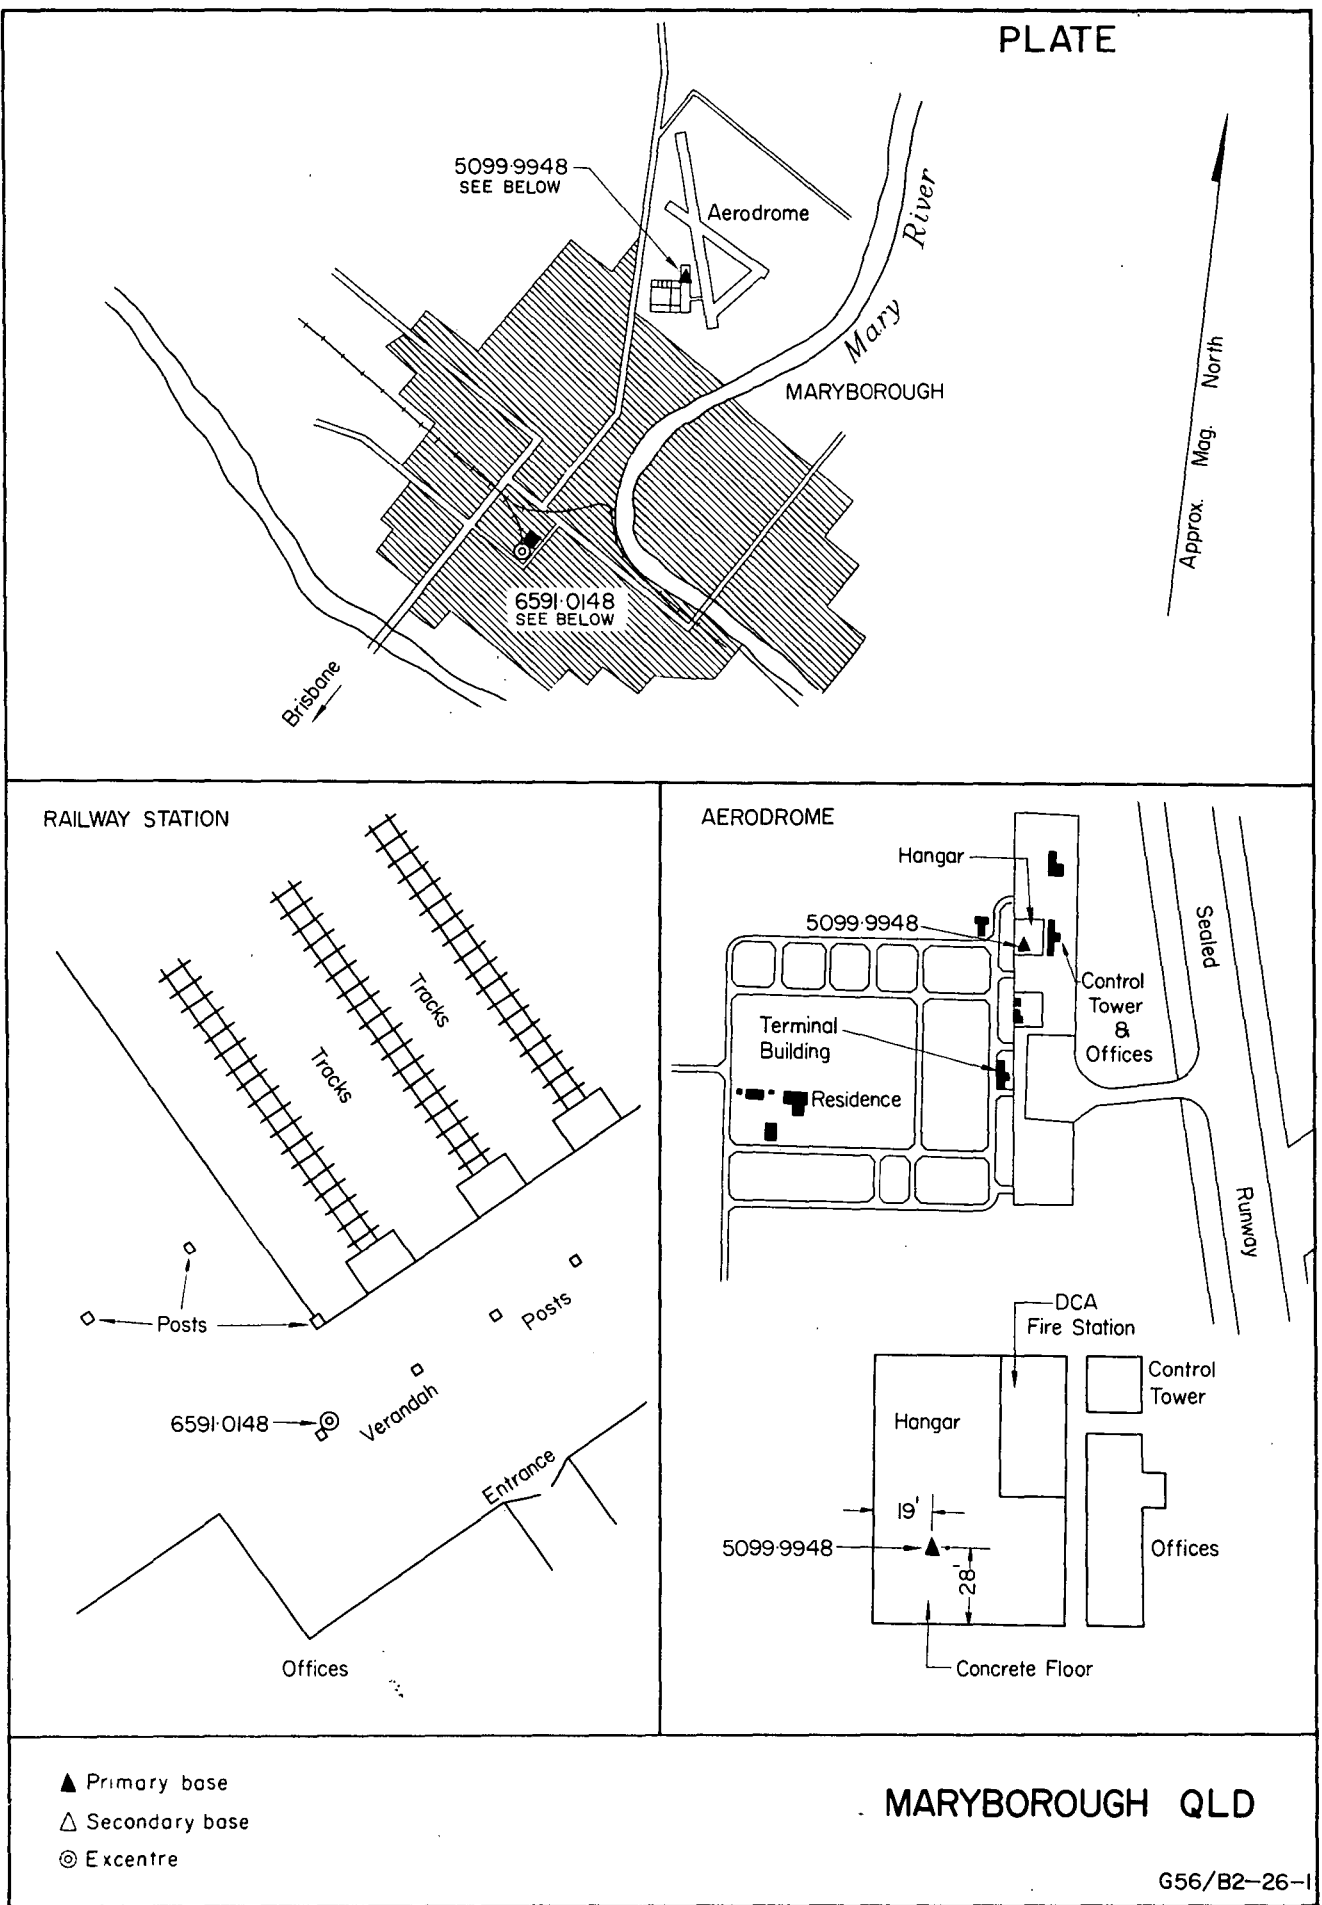 PLATE
5099·9948
SEE BELOW
Aerodrome
River
Mary
MARYBOROUGH
North
Mag.
Approx.
6591·0148
SEE BELOW
Brisbane
RAILWAY STATION
Tracks
Tracks
Posts
Posts
6591·0148
Verandah
Entrance
Offices
AERODROME
Hangar
5099·9948
Sealed
Control
Tower
&
Offices
Terminal
Building
Residence
Runway
DCA
Fire Station
Control
Tower
Hangar
19'
5099·9948
28'
Offices
Concrete Floor
Primary base
Secondary base
Excentre
MARYBOROUGH QLD
G56/B2-26-1